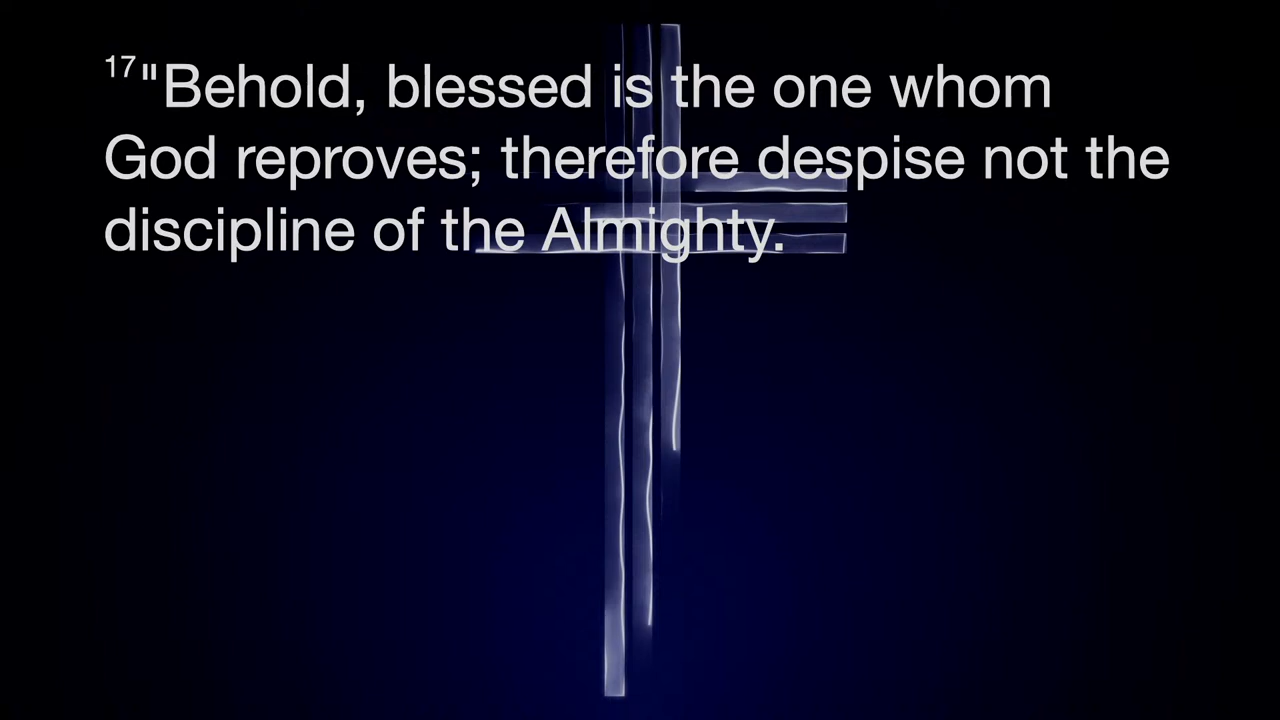 17"Behold, blessed is the one whom
God reproves; therefore despise not the
discipline of the Almighty.